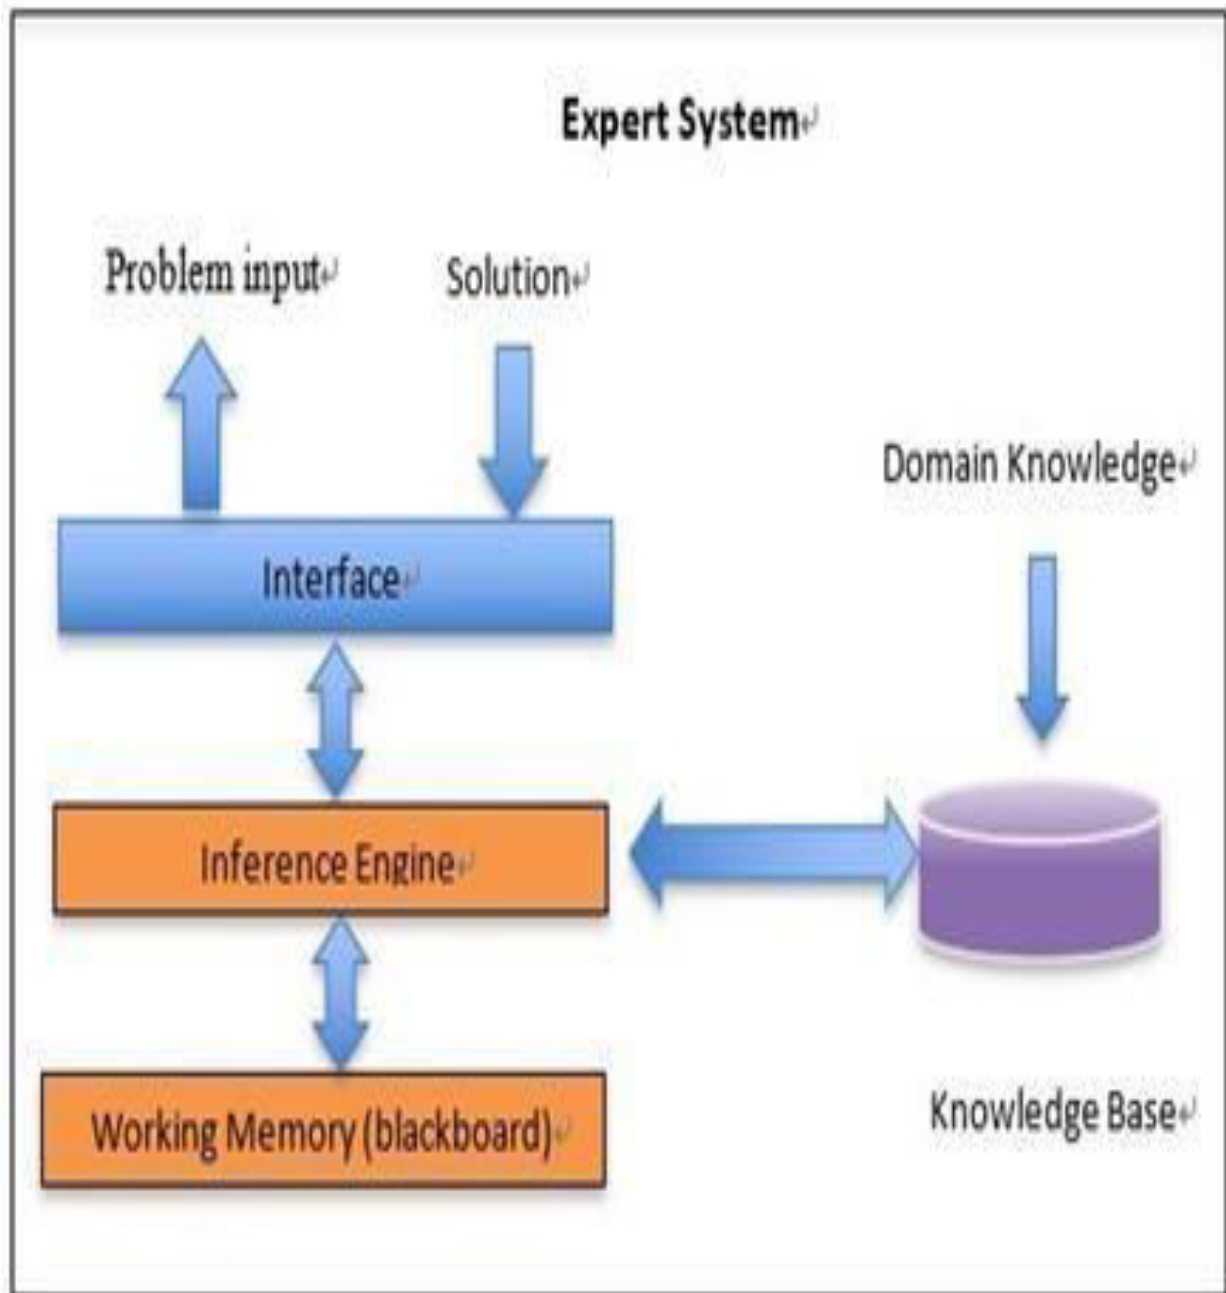 Expert System↵
Problem input↵
Solution↵
Domain Knowledge↵
Interface↵
Inference Engine↵
Working Memory (blackboard)↵
Knowledge Base↵